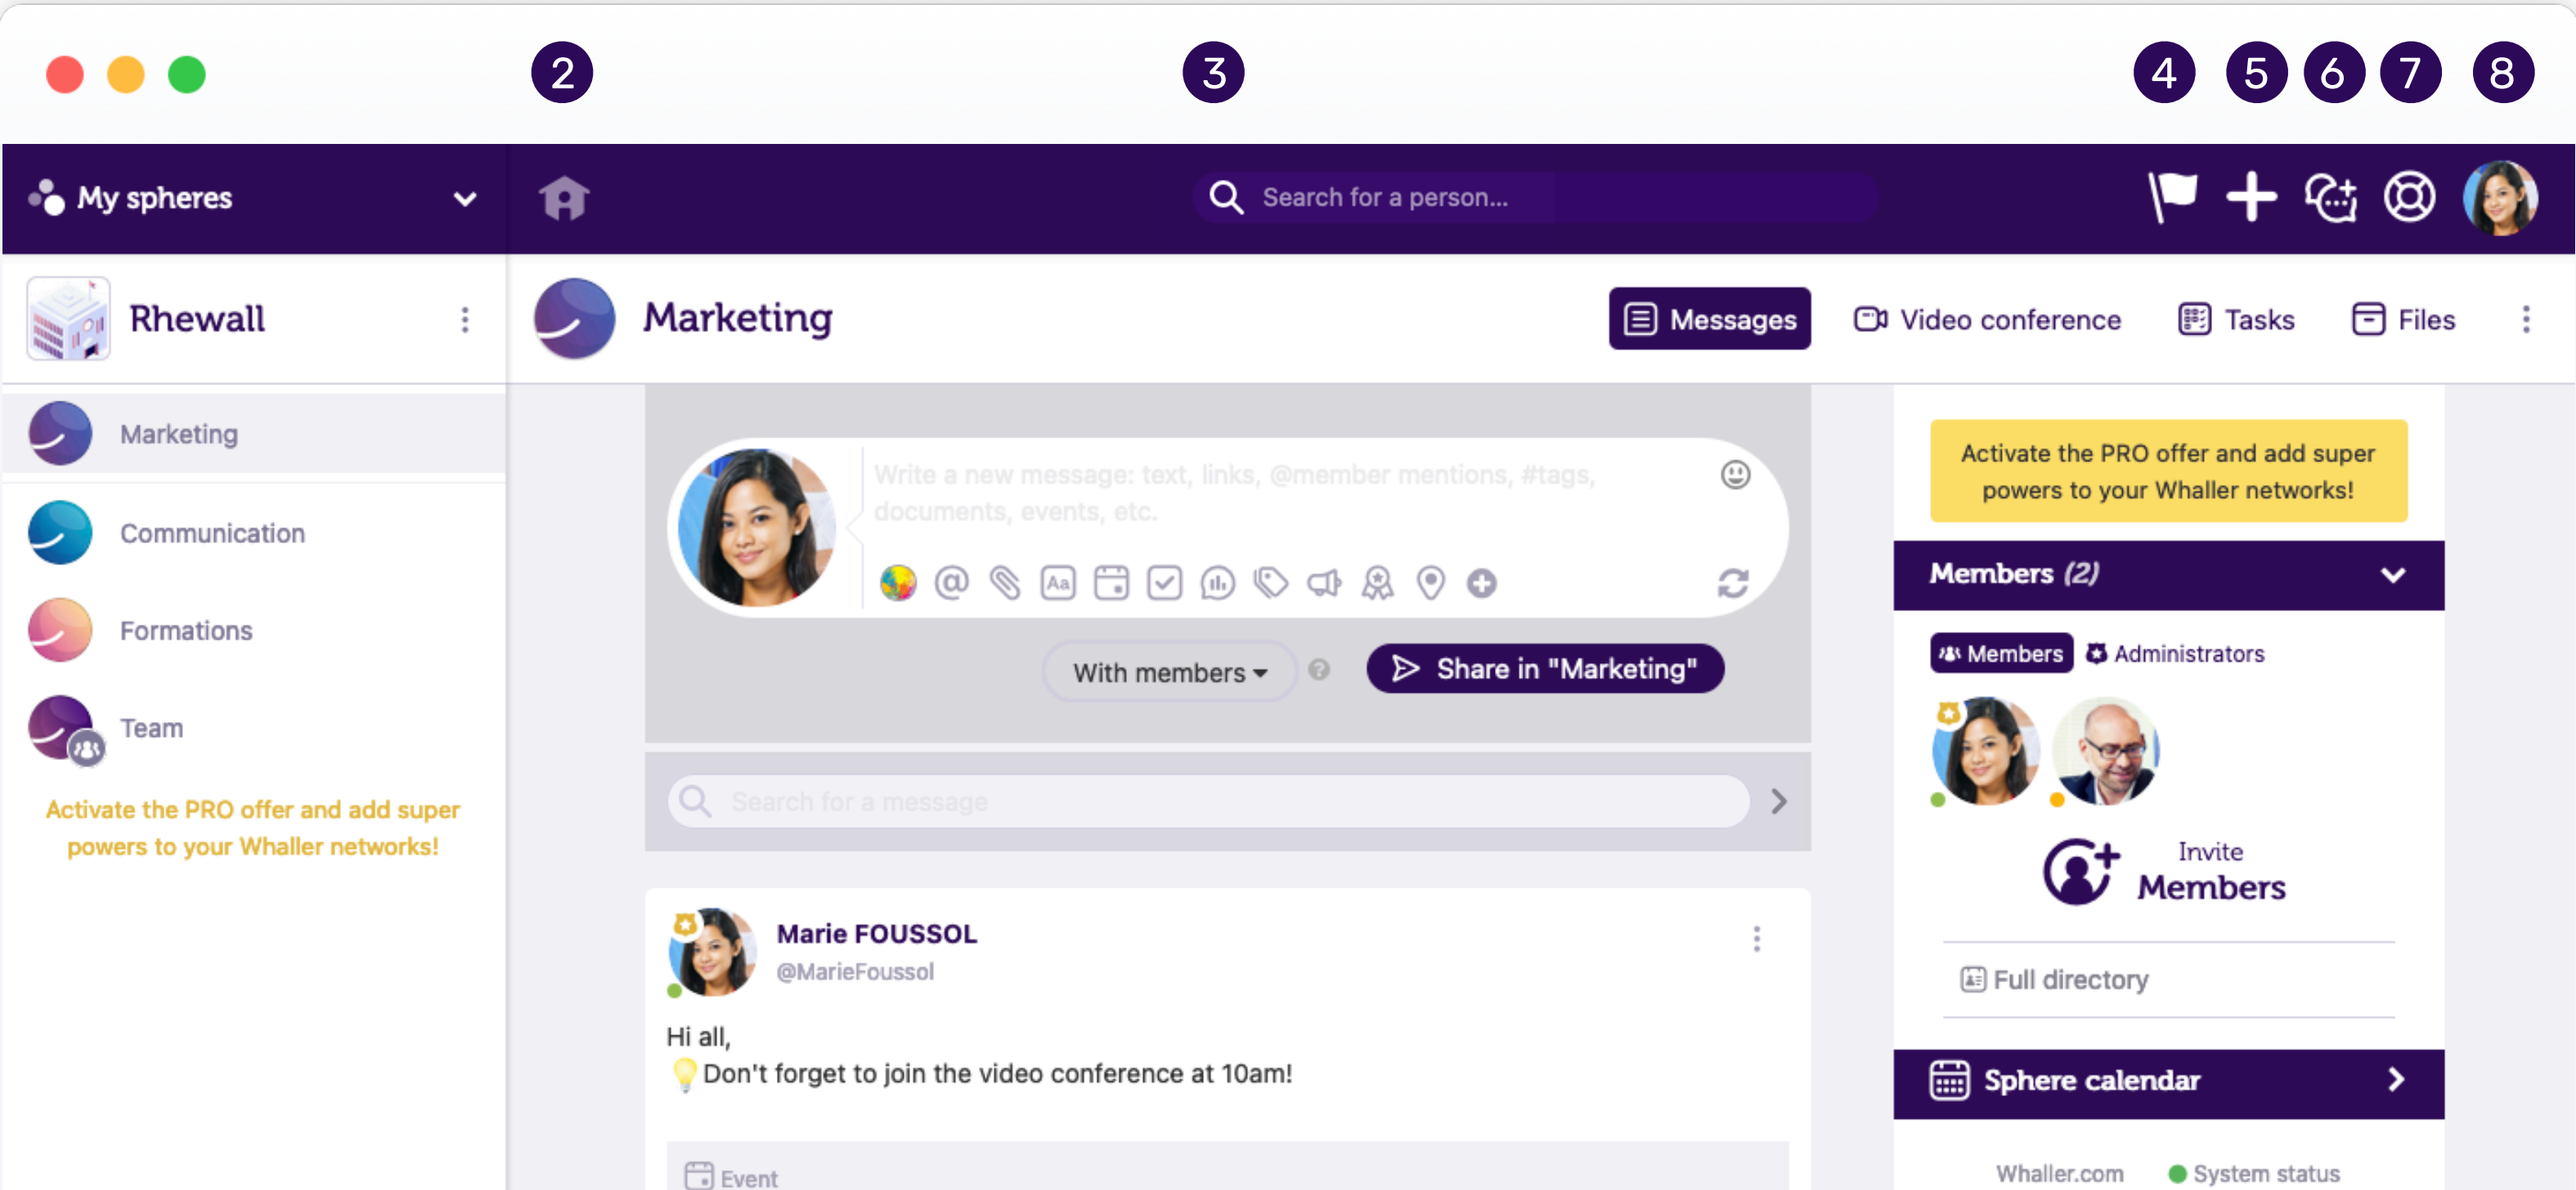 2
3
4
5
6
7
8
My spheres
Search for a person...
Rhewall
Marketing
Messages
Video conference
Tasks
Files
Marketing
Communication
Formations
Team
Activate the PRO offer and add super
powers to your Whaller networks!
Write a new message: text, links, @member mentions, #tags,
documents, events, etc.
With members
Share in "Marketing"
Search for a message
Marie FOUSSOL
@MarieFoussol
Hi all,
💡Don't forget to join the video conference at 10am!
Event
Activate the PRO offer and add super
powers to your Whaller networks!
Members (2)
Members
Administrators
Invite
Members
Full directory
Sphere calendar
Whaller.com
System status